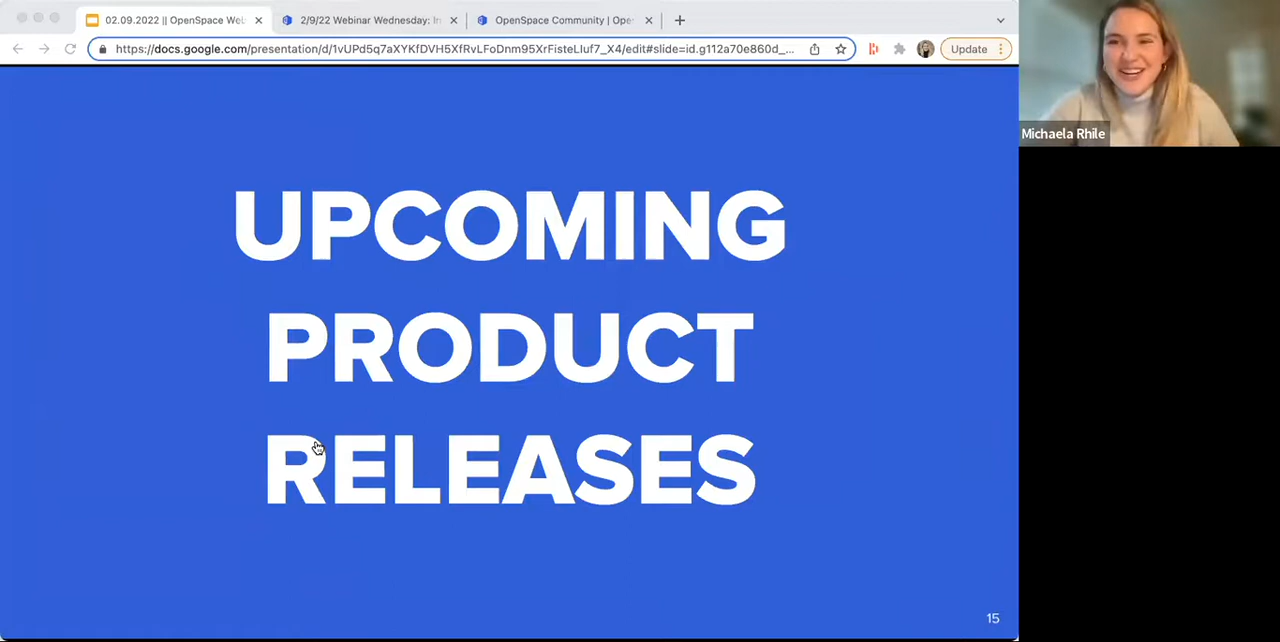 02.09.2022 || OpenSpace Web
2/9/22 Webinar Wednesday: In
OpenSpace Community | Ope
https://docs.google.com/presentation/d/1vUPd5q7aXYKfDVH5XfRvLFoDnm95XrFisteLIuf7_X4/edit#slide=id.g112a70e860d_...
Update
Michaela Rhile
UPCOMING
PRODUCT
RELEASES
15